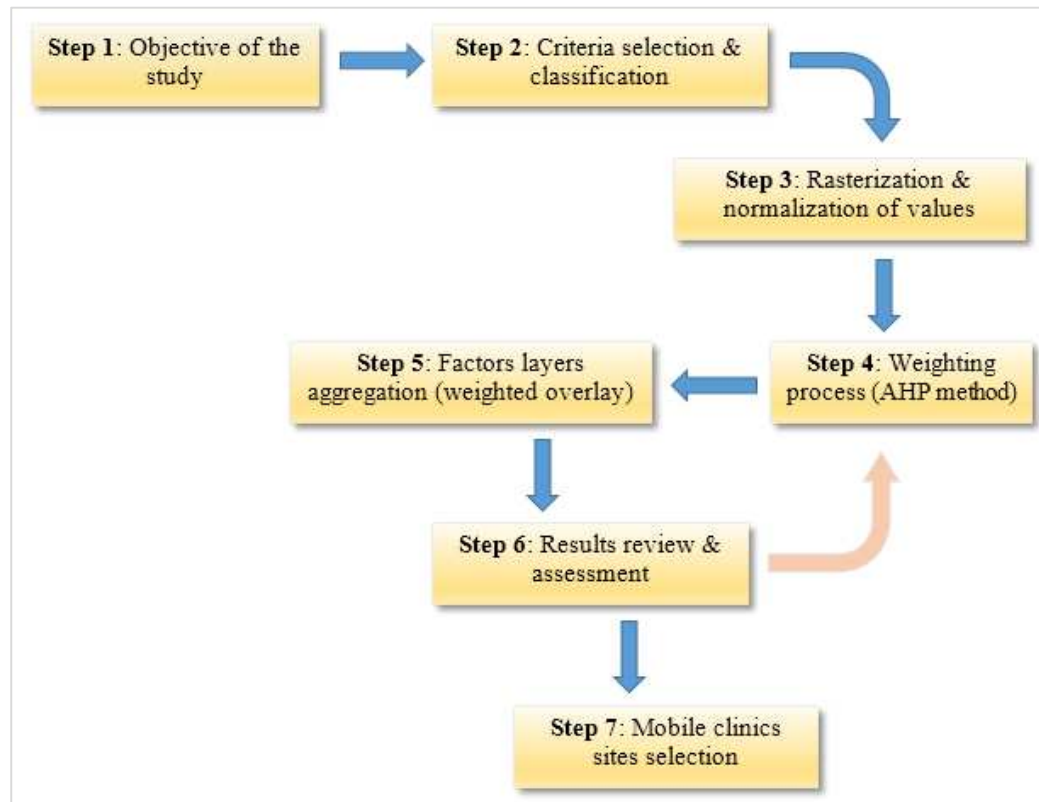 Step 1: Objective of the
study
Step 2: Criteria selection &
classification
Step 3: Rasterization &
normalization of values
Step 4: Weighting
process (AHP method)
Step 5: Factors layers
aggregation (weighted overlay)
Step 6: Results review &
assessment
Step 7: Mobile clinics
sites selection